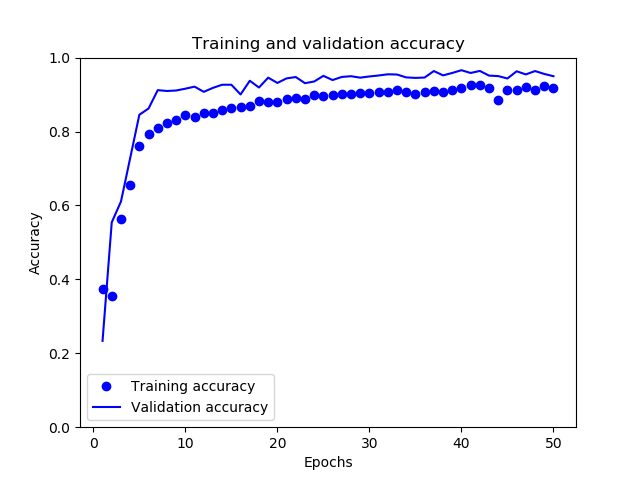 Training and validation accuracy
1.0
0.8
0.6
0.4
0.2
0.0
Accuracy
Training accuracy
Validation accuracy
0 10 20 30 40 50
Epochs